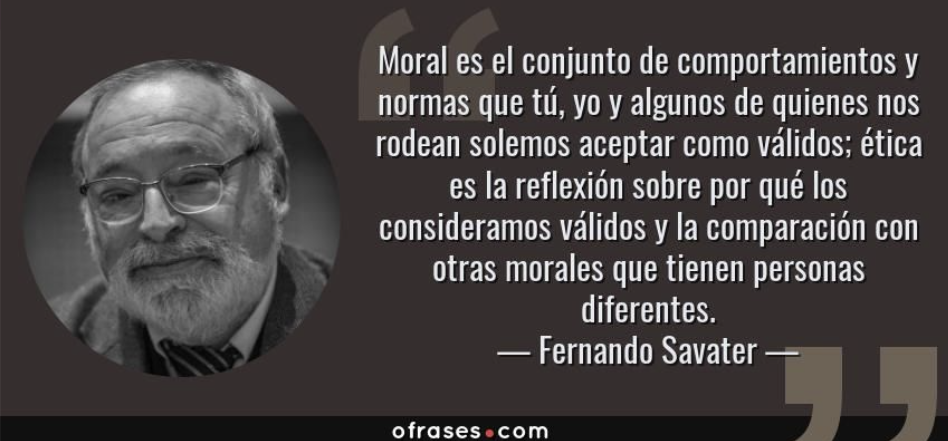 Moral es el conjunto de comportamientos y
normas que tú, yo y algunos de quienes nos
rodean solemos aceptar como válidos; ética
es la reflexión sobre por qué los
consideramos válidos y la comparación con
otras morales que tienen personas
diferentes.
— Fernando Savater —
ofrases.com